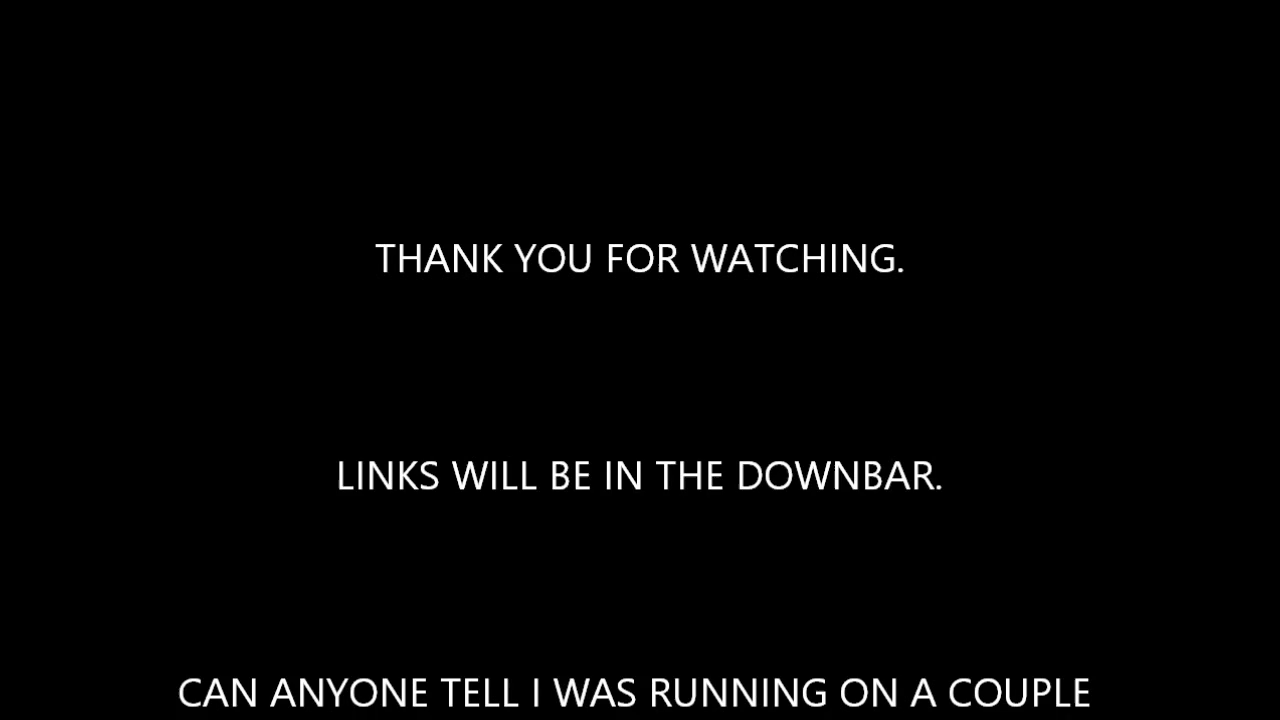 THANK YOU FOR WATCHING.
LINKS WILL BE IN THE DOWNBAR.
CAN ANYONE TELL I WAS RUNNING ON A COUPLE